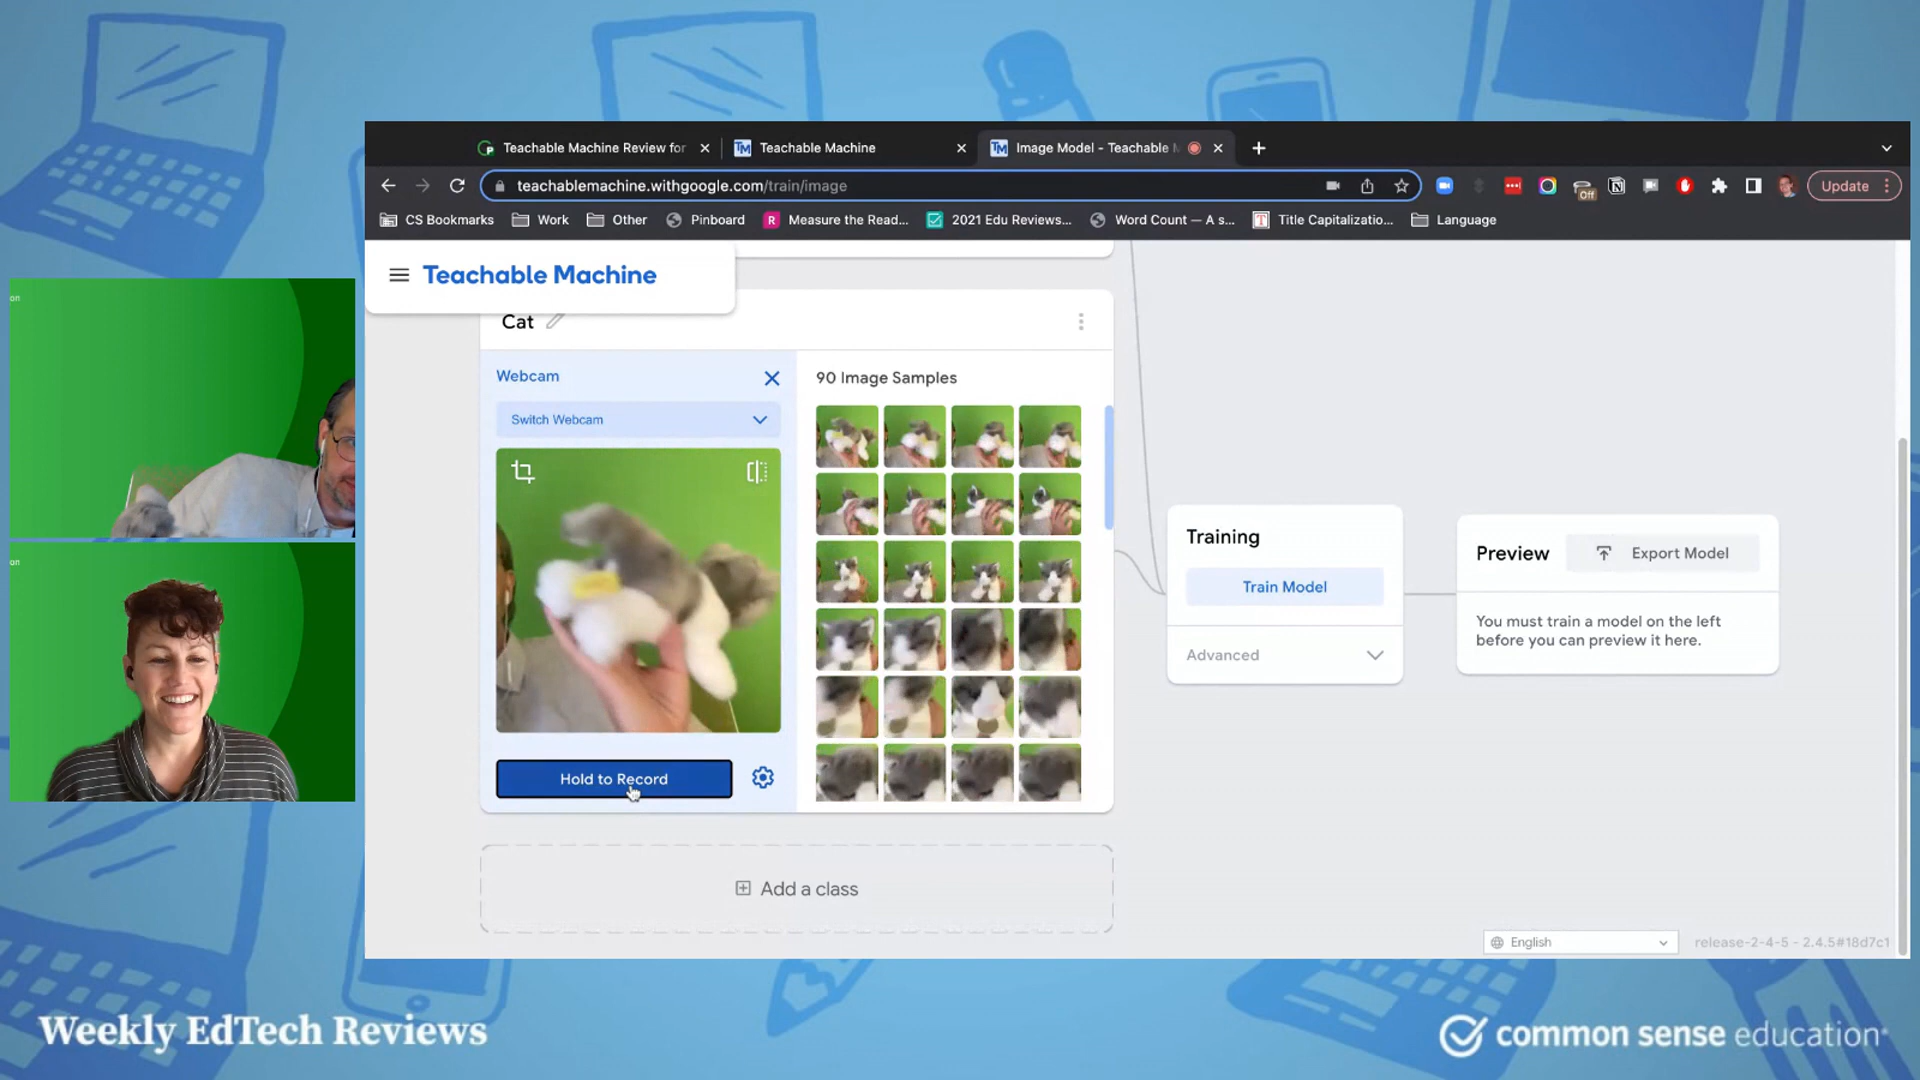 Teachable Machine Review for
Teachable Machine
Image Model - Teachable M
teachablemachine.withgoogle.com/train/image
Off
Update
CS Bookmarks
Work
Other
Pinboard
R
Measure the Read...
2021 Edu Reviews...
Word Count — A s...
T
Title Capitalizatio...
Language
Teachable Machine
Cat
Webcam
90 Image Samples
Switch Webcam
on
Training
Train Model
Advanced
Preview
Export Model
You must train a model on the left
before you can preview it here.
on
Hold to Record
Add a class
English
release-2-4-5 - 2.4.5#18d7c1
Weekly EdTech Reviews
common sense education